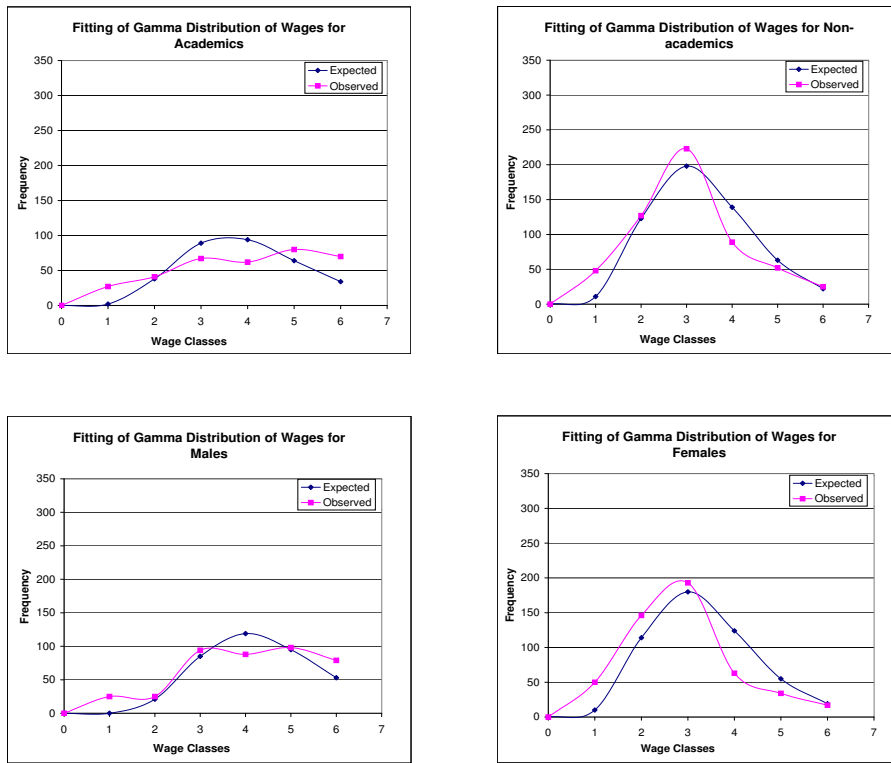 Fitting of Gamma Distribution of Wages for
Academics
Expected
Observed
350
300
250
200
150
100
50
0
Frequency
0 1 2 3 4 5 6 7
Wage Classes
Fitting of Gamma Distribution of Wages for Non-
academics
Expected
Observed
350
300
250
200
150
100
50
0
Frequency
0 1 2 3 4 5 6 7
Wage Classes
Fitting of Gamma Distribution of Wages for
Males
Expected
Observed
350
300
250
200
150
100
50
0
Frequency
0 1 2 3 4 5 6 7
Wage Classes
Fitting of Gamma Distribution of Wages for
Females
Expected
Observed
350
300
250
200
150
100
50
0
Frequency
0 1 2 3 4 5 6 7
Wage Classes